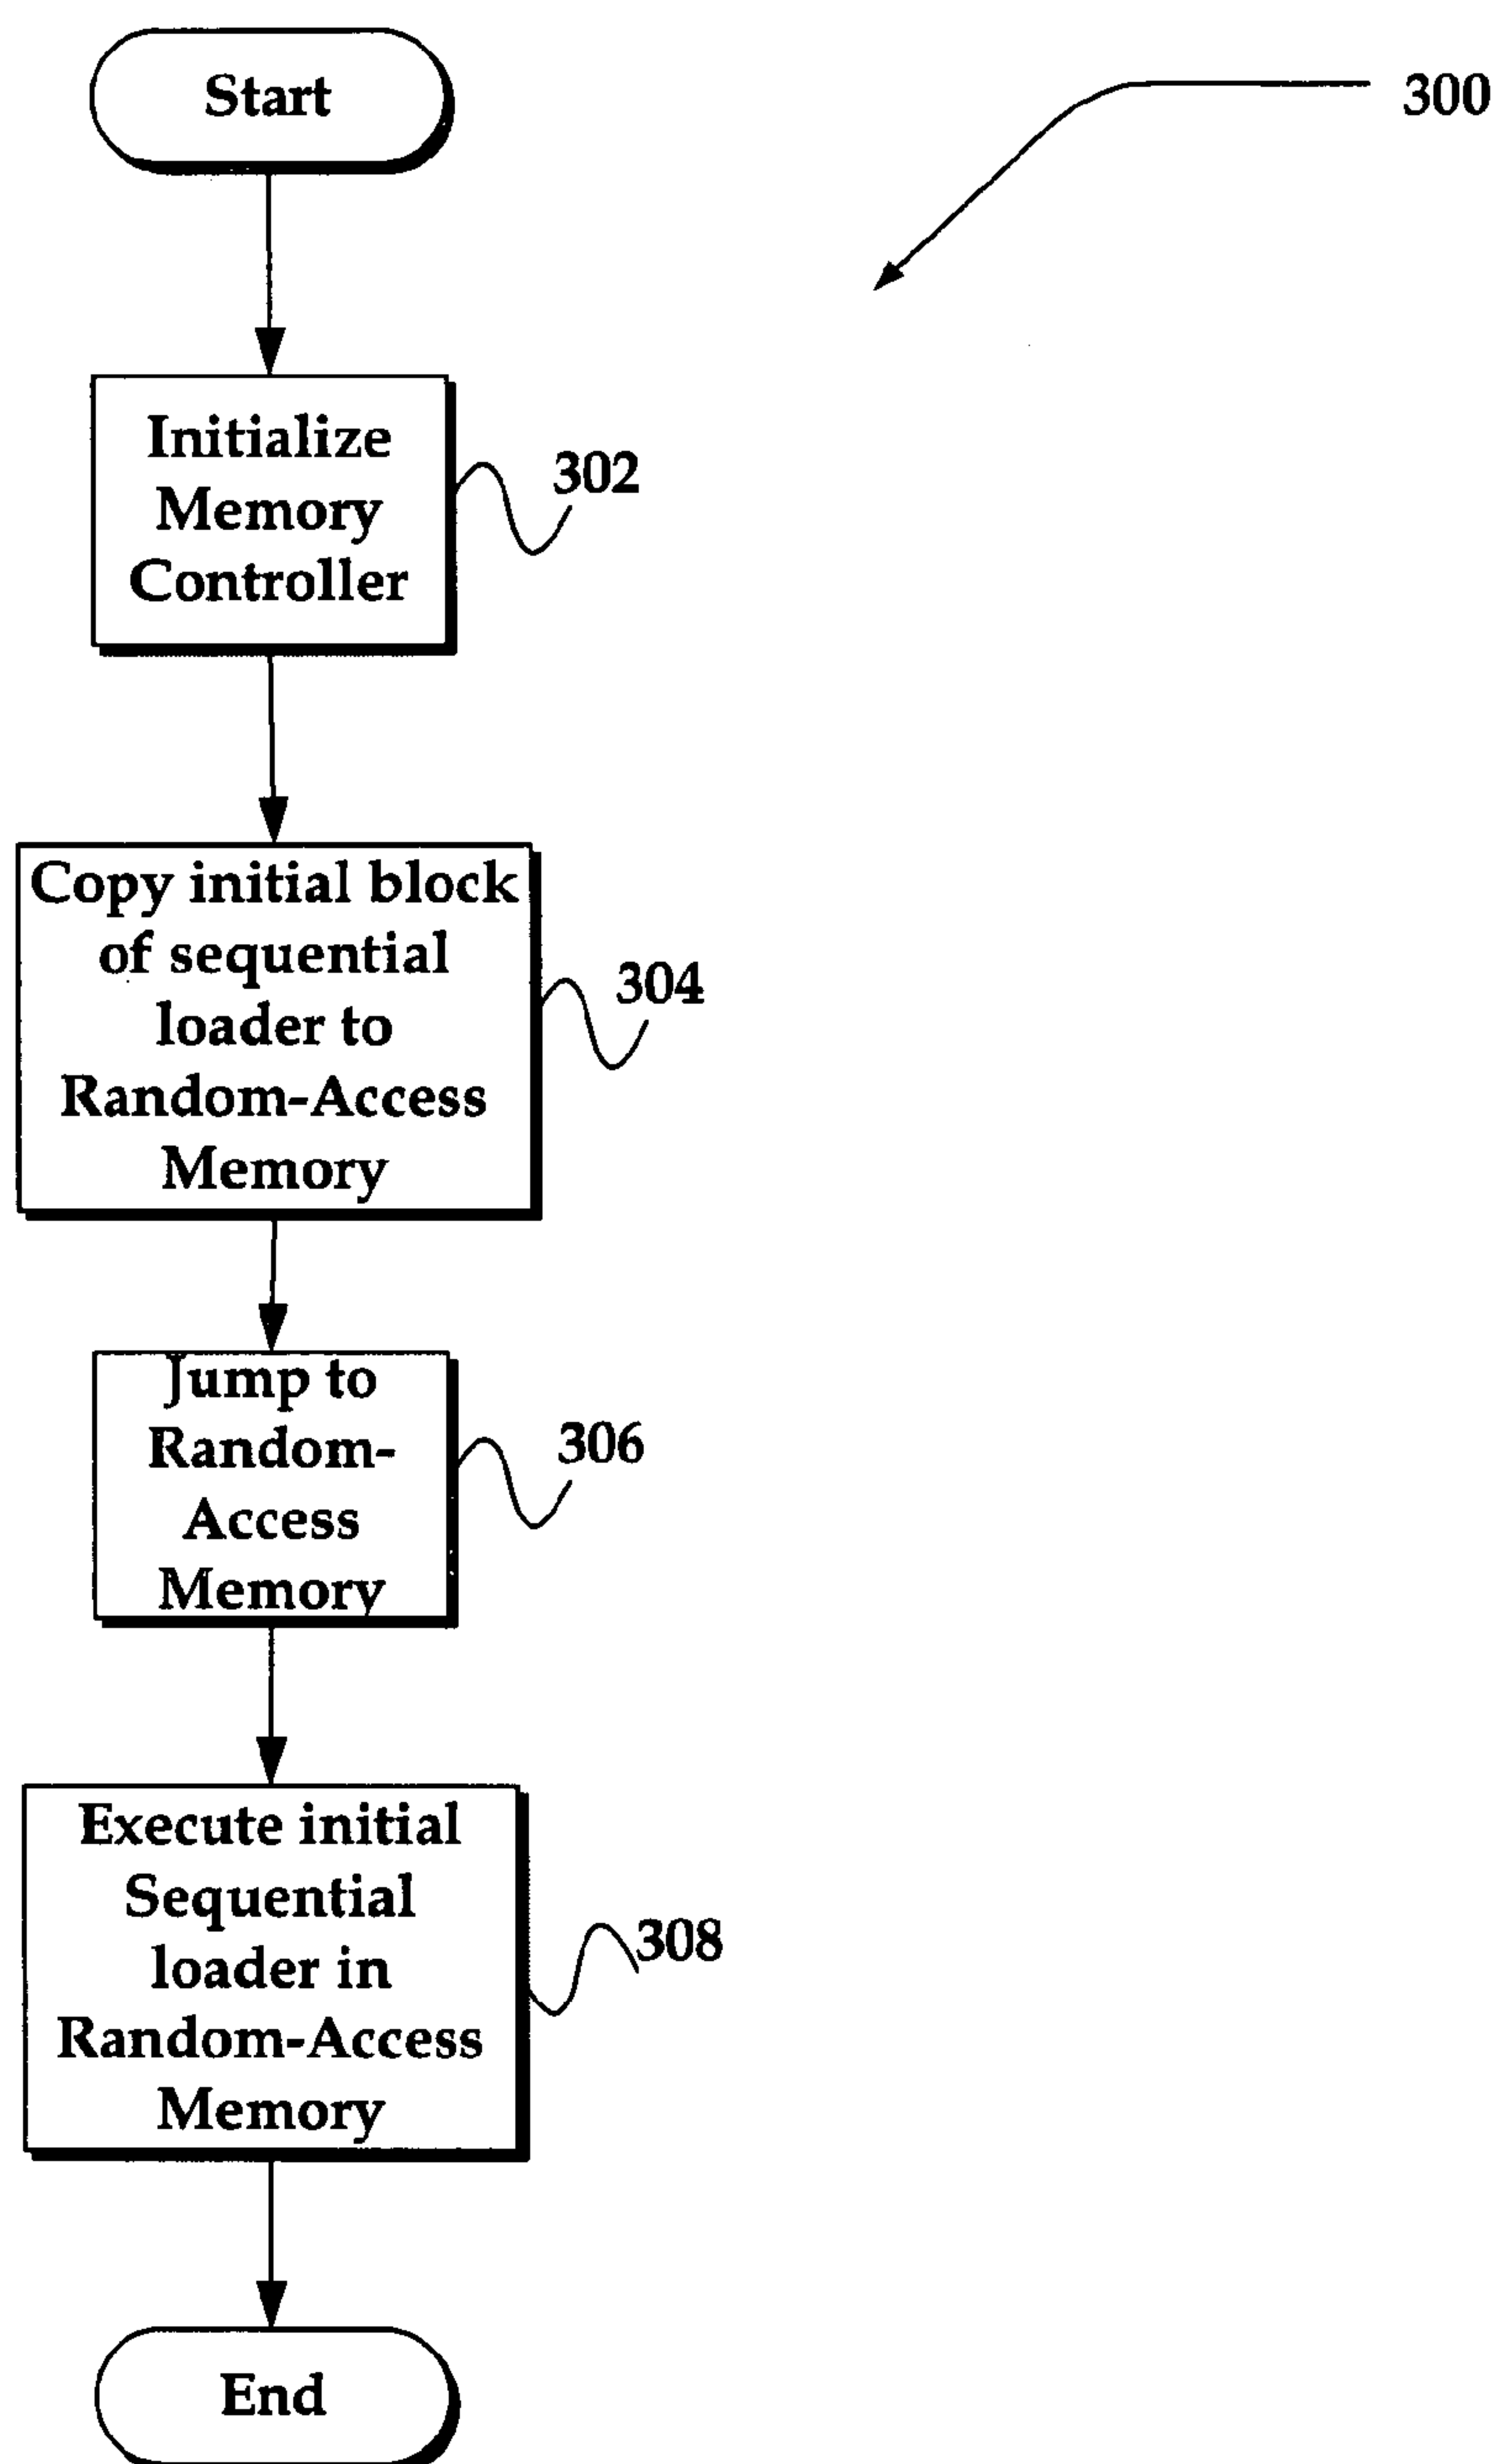 Start
300
Initialize
Memory
Controller
302
Copy initial block
of sequential
loader to
Random-Access
Memory
304
Jump to
Random-
Access
Memory
306
Execute initial
Sequential
loader in
Random-Access
Memory
308
End